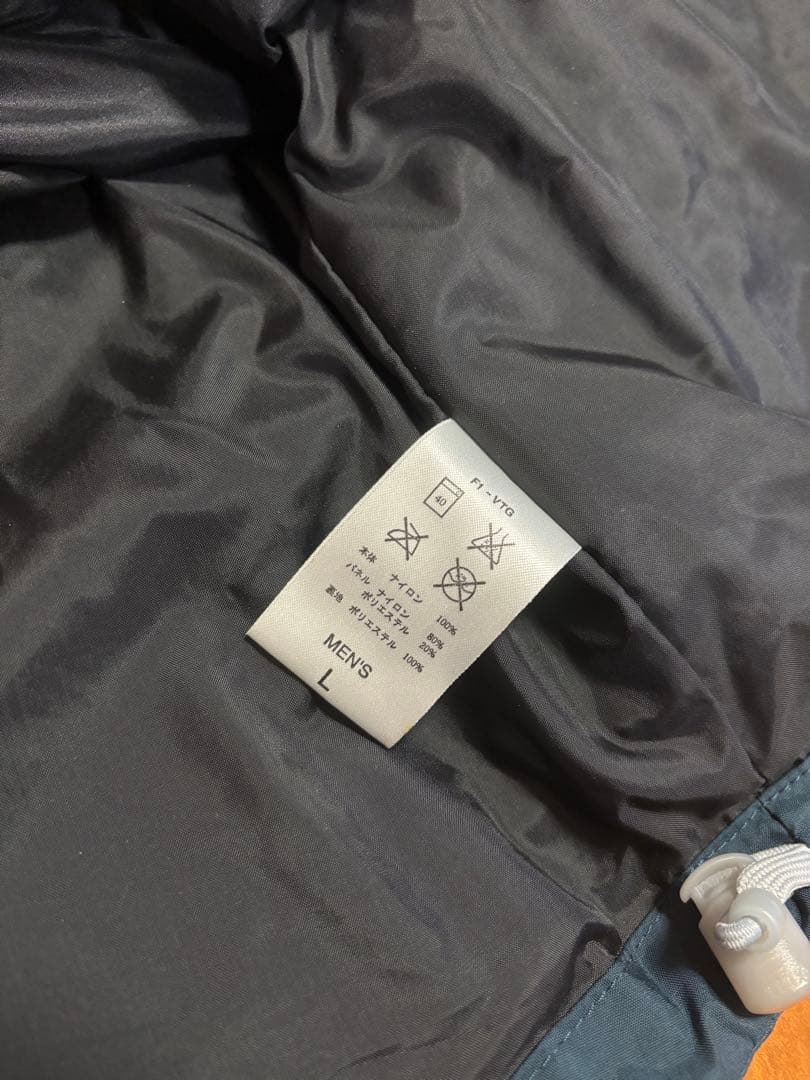 F1-VTG
40
本体 ナイロン 100%
パネル ナイロン 80%
ポリエステル 20%
裏地 ポリエステル 100%
MEN'S
L